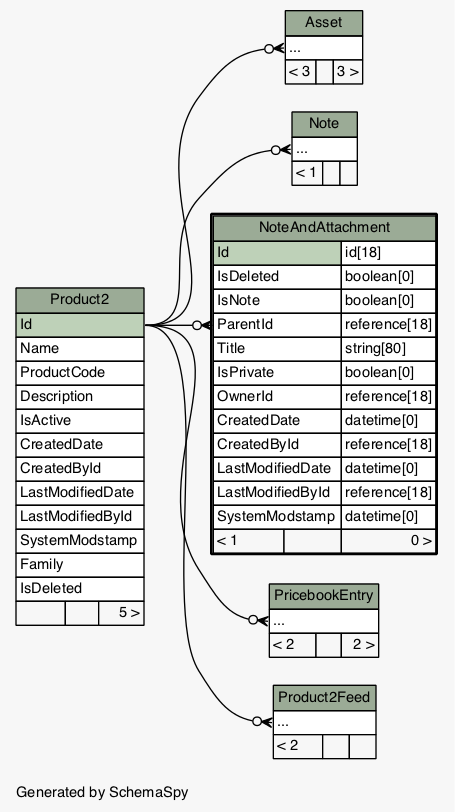 Asset
...
< 3 3 >
Note
...
< 1
NoteAndAttachment
Id id[18]
IsDeleted boolean[0]
IsNote boolean[0]
ParentId reference[18]
Title string[80]
IsPrivate boolean[0]
OwnerId reference[18]
CreatedDate datetime[0]
CreatedById reference[18]
LastModifiedDate datetime[0]
LastModifiedById reference[18]
SystemModstamp datetime[0]
< 1 0 >
Product2
Id
Name
ProductCode
Description
IsActive
CreatedDate
CreatedById
LastModifiedDate
LastModifiedById
SystemModstamp
Family
IsDeleted
5 >
PricebookEntry
...
< 2 2 >
Product2Feed
...
< 2
Generated by SchemaSpy